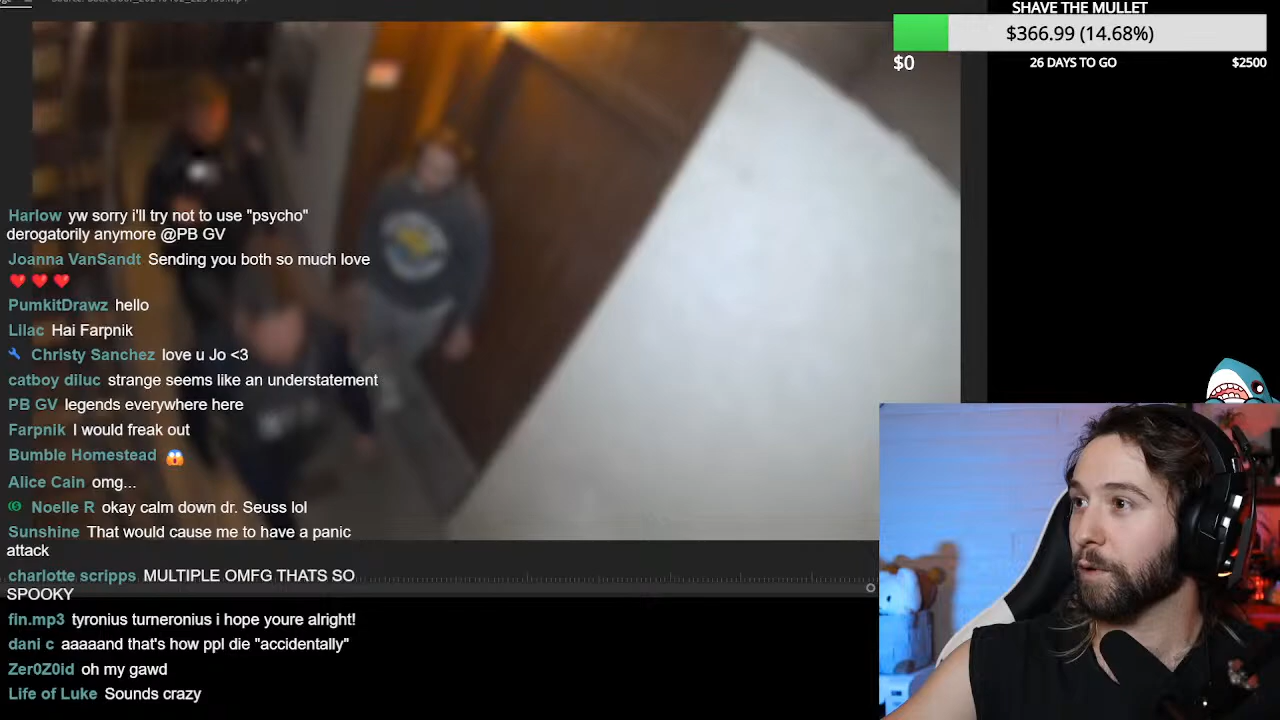 SHAVE THE MULLET
$366.99 (14.68%)
$0
26 DAYS TO GO
$2500
Harlow yw sorry i'll try not to use "psycho"
derogatorily anymore @PB GV
Joanna VanSandt Sending you both so much love
PumkitDrawz hello
Lilac Hai Farpnik
Christy Sanchez love u Jo <3
catboy diluc strange seems like an understatement
PB GV legends everywhere here
Farpnik I would freak out
Bumble Homestead
Alice Cain omg...
Noelle R okay calm down dr. Seuss lol
Sunshine That would cause me to have a panic
attack
charlotte scripps MULTIPLE OMFG THATS SO
SPOOKY
fin.mp3 tyronius turneronius i hope youre alright!
dani c aaaaand that's how ppl die "accidentally"
Zer0Z0id oh my gawd
Life of Luke Sounds crazy